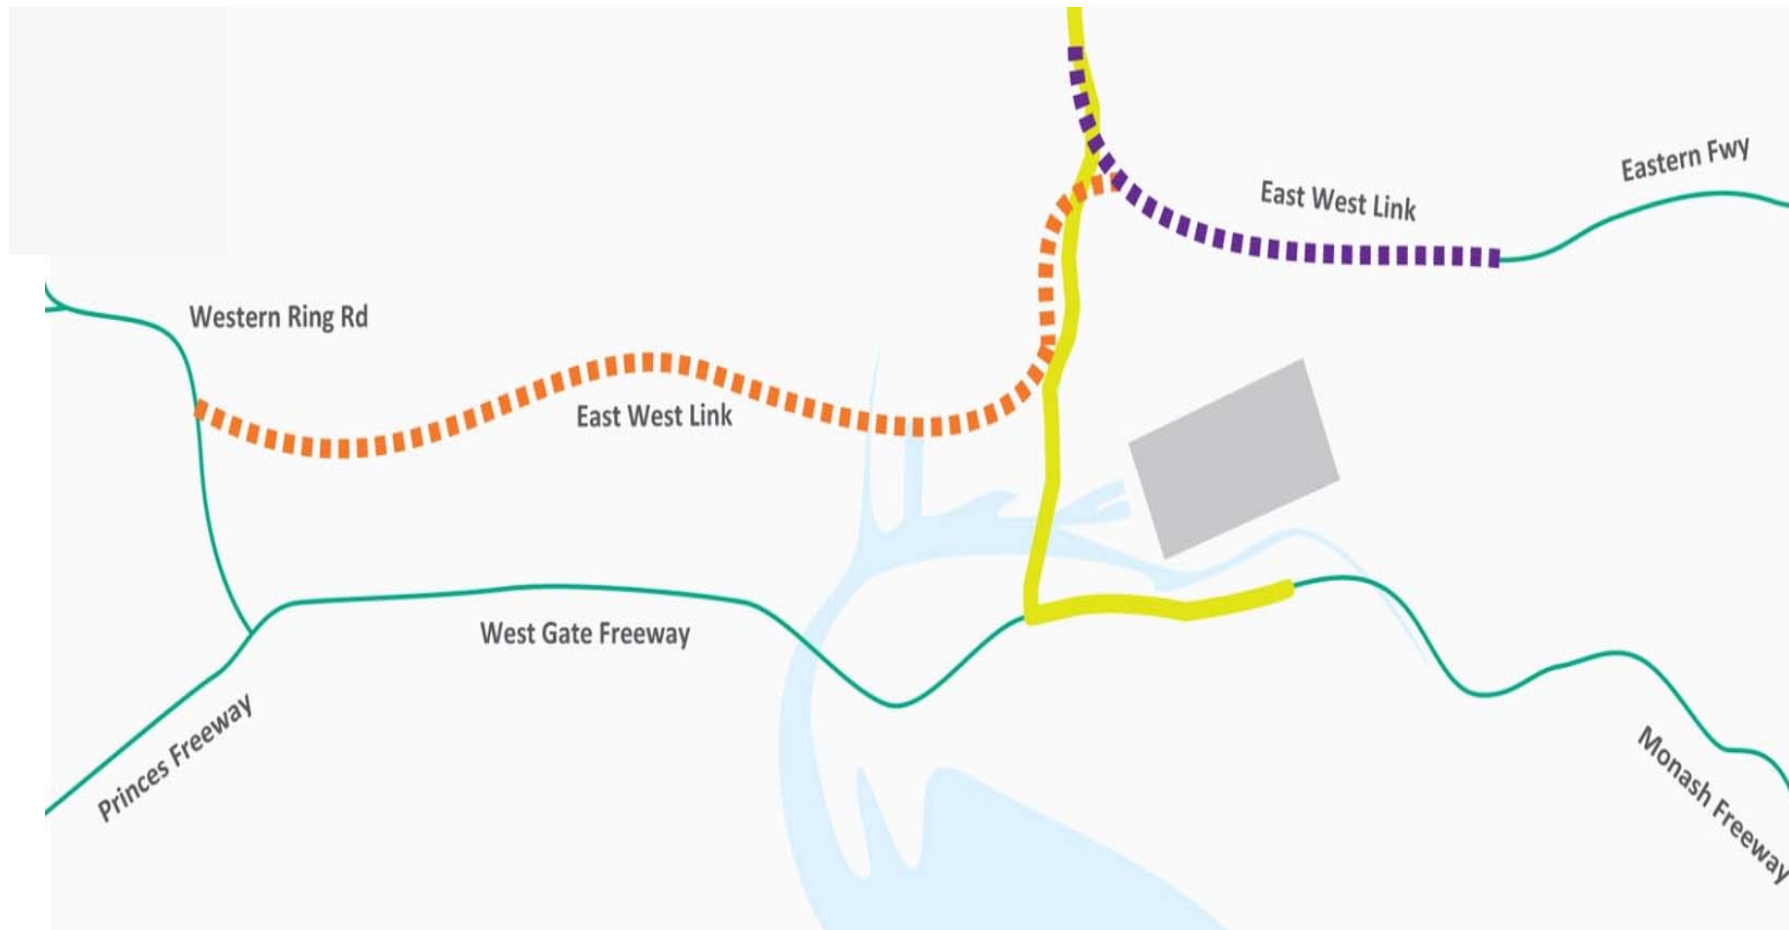 Eastern Fwy
East West Link
Western Ring Rd
East West Link
West Gate Freeway
Princes Freeway
Monash Freeway